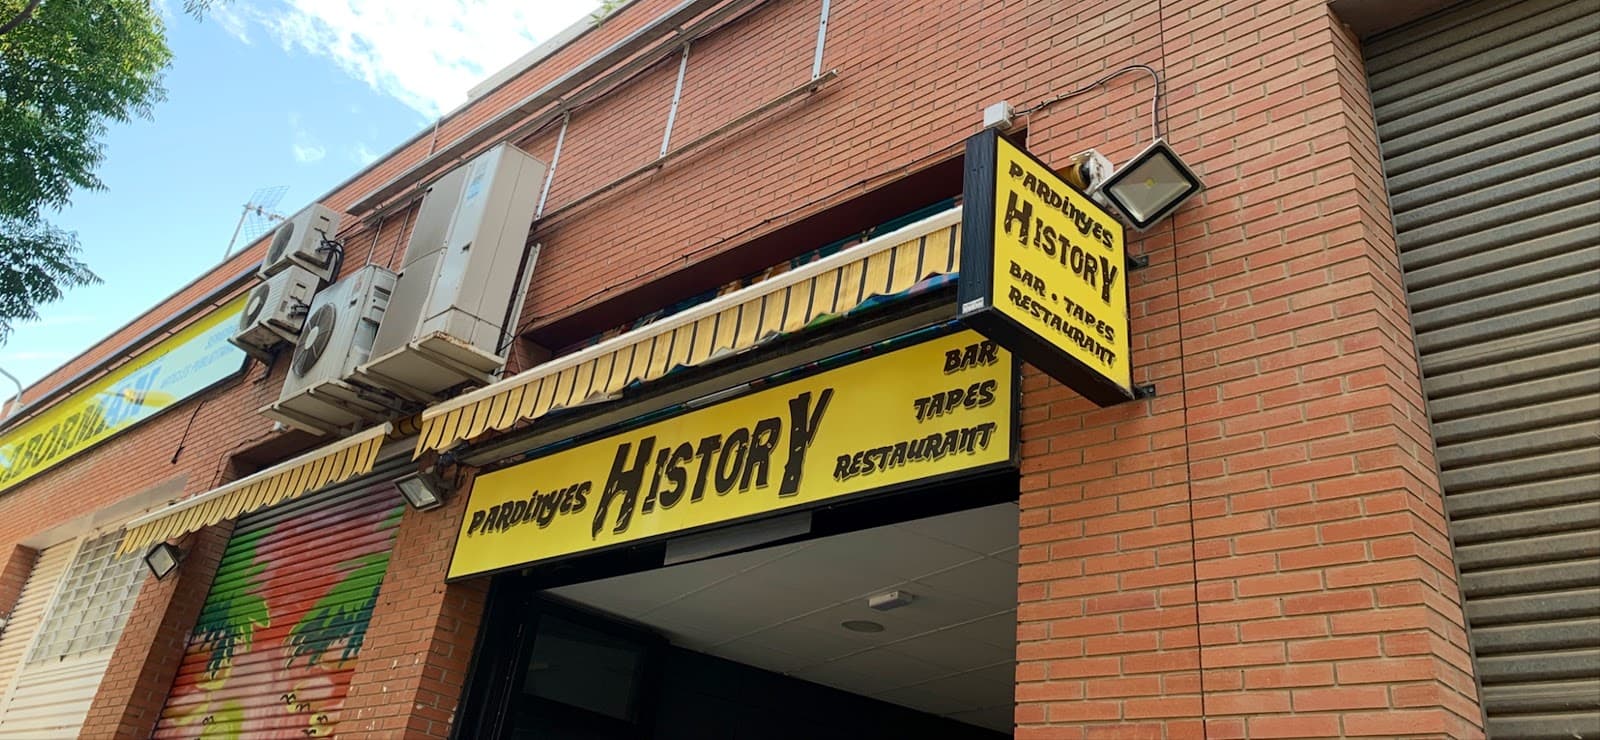 PARDINYES
HISTORY
BAR · TAPES
RESTAURANT
PARDINYES HISTORY
BAR
TAPES
RESTAURANT